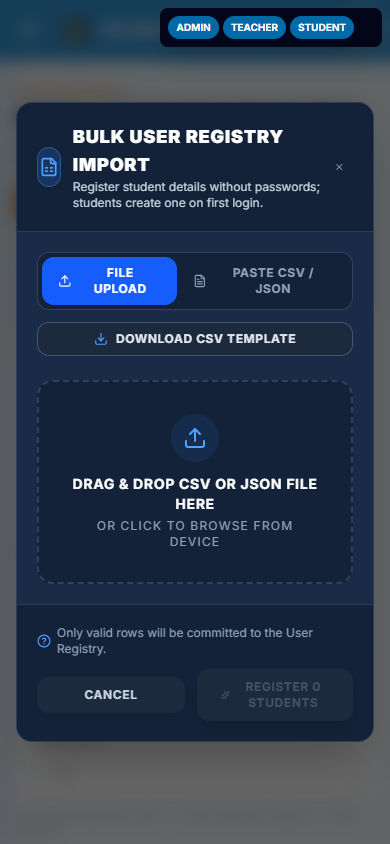 ADMIN TEACHER STUDENT
BULK USER REGISTRY
IMPORT
Register student details without passwords;
students create one on first login.
×
FILE
UPLOAD
PASTE CSV /
JSON
DOWNLOAD CSV TEMPLATE
DRAG & DROP CSV OR JSON FILE
HERE
OR CLICK TO BROWSE FROM
DEVICE
Only valid rows will be committed to the User
Registry.
CANCEL
REGISTER 0
STUDENTS